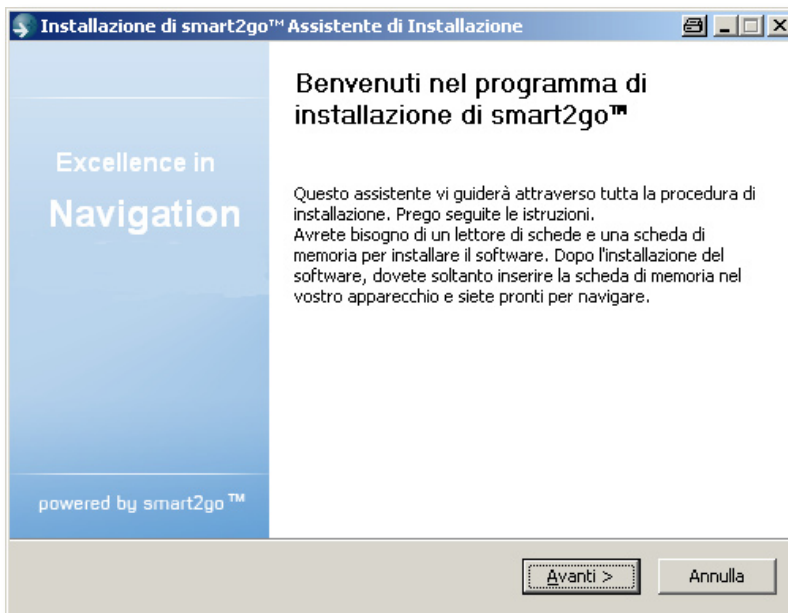 Installazione di smart2go™ Assistente di Installazione
Benvenuti nel programma di
installazione di smart2go™
Excellence in
Navigation
Questo assistente vi guiderà attraverso tutta la procedura di
installazione. Prego seguite le istruzioni.
Avrete bisogno di un lettore di schede e una scheda di
memoria per installare il software. Dopo l'installazione del
software, dovete soltanto inserire la scheda di memoria nel
vostro apparecchio e siete pronti per navigare.
powered by smart2go™
Avanti >
Annulla